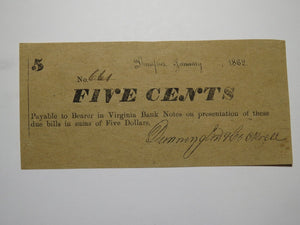 5
January, 1862
No. 661
FIVE CENTS
Payable to Bearer in Virginia Bank Notes on presentation of these
due bills in sums of Five Dollars.